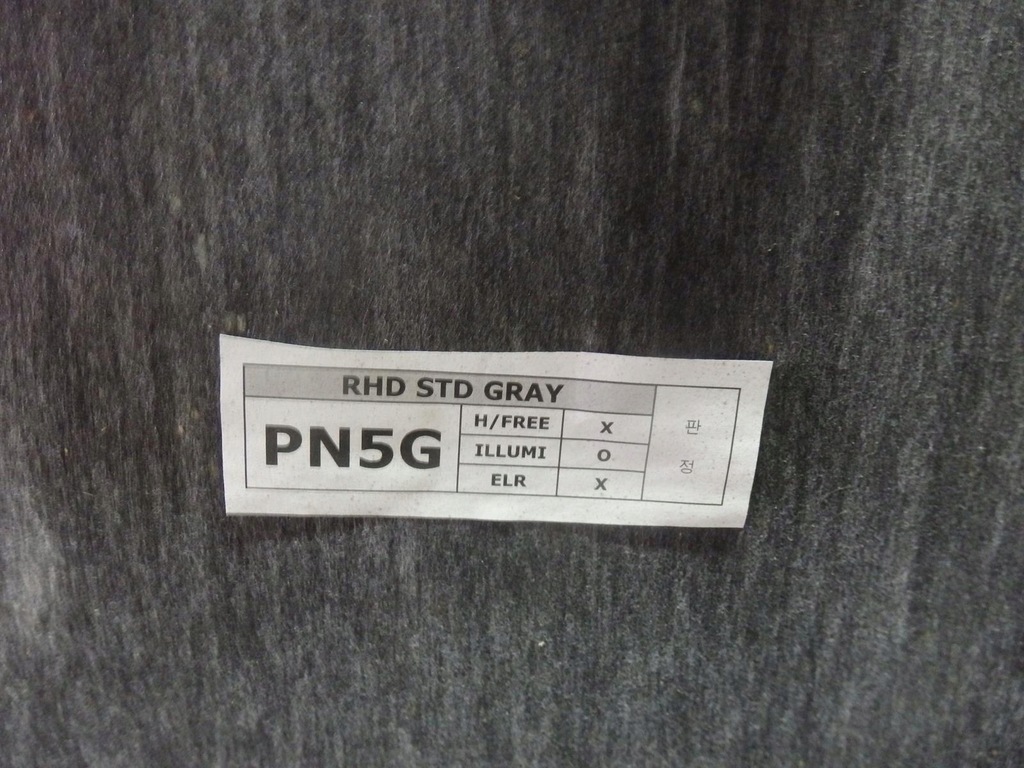 RHD STD GRAY
PN5G
H/FREE X
ILLUMI O
ELR X
판
정